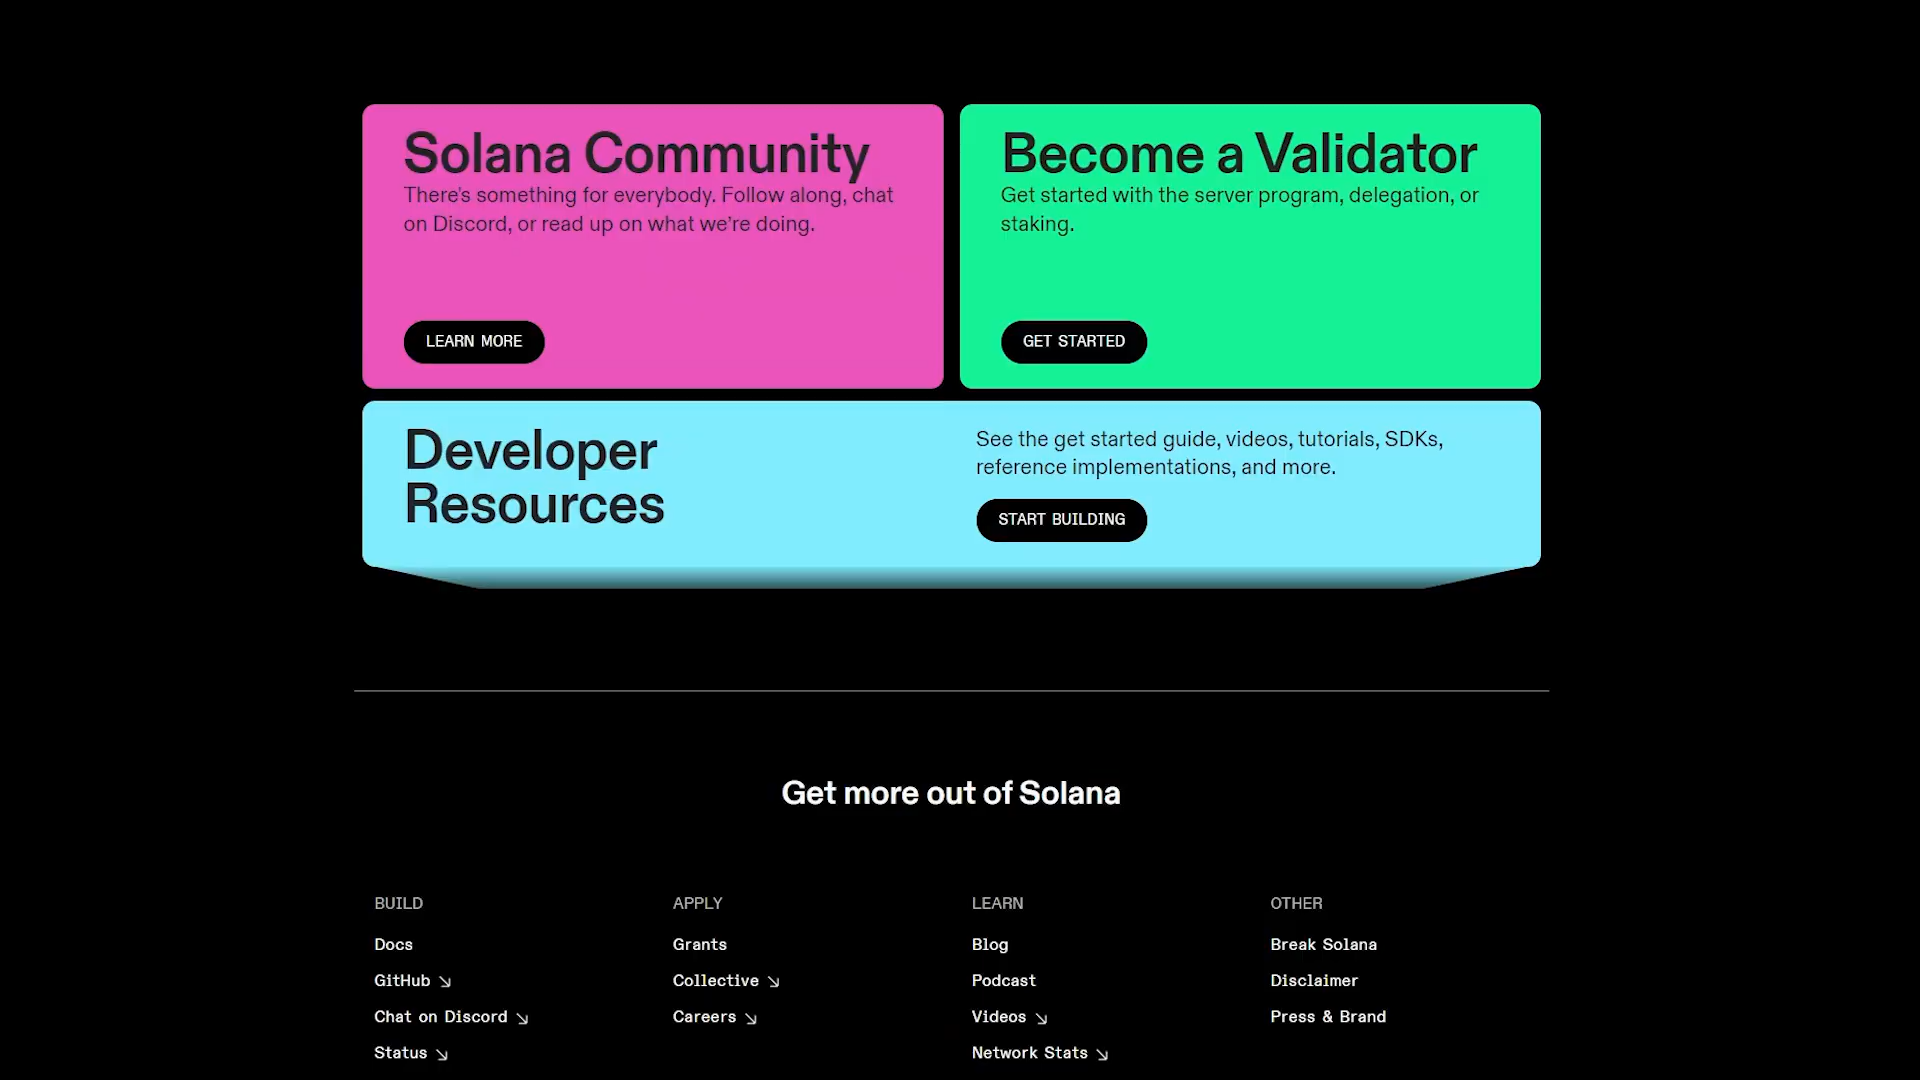 Solana Community
There's something for everybody. Follow along, chat
on Discord, or read up on what we're doing.
LEARN MORE
Become a Validator
Get started with the server program, delegation, or
staking.
GET STARTED
Developer
Resources
See the get started guide, videos, tutorials, SDKs,
reference implementations, and more.
START BUILDING
Get more out of Solana
BUILD
Docs
GitHub ↘
Chat on Discord ↘
Status ↘
APPLY
Grants
Collective ↘
Careers ↘
LEARN
Blog
Podcast
Videos ↘
Network Stats ↘
OTHER
Break Solana
Disclaimer
Press & Brand